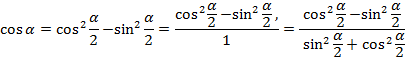 cos α = cos² α/2 − sin² α/2 = (cos² α/2 − sin² α/2,)/1 = (cos² α/2 − sin² α/2)/(sin² α/2 + cos² α/2)